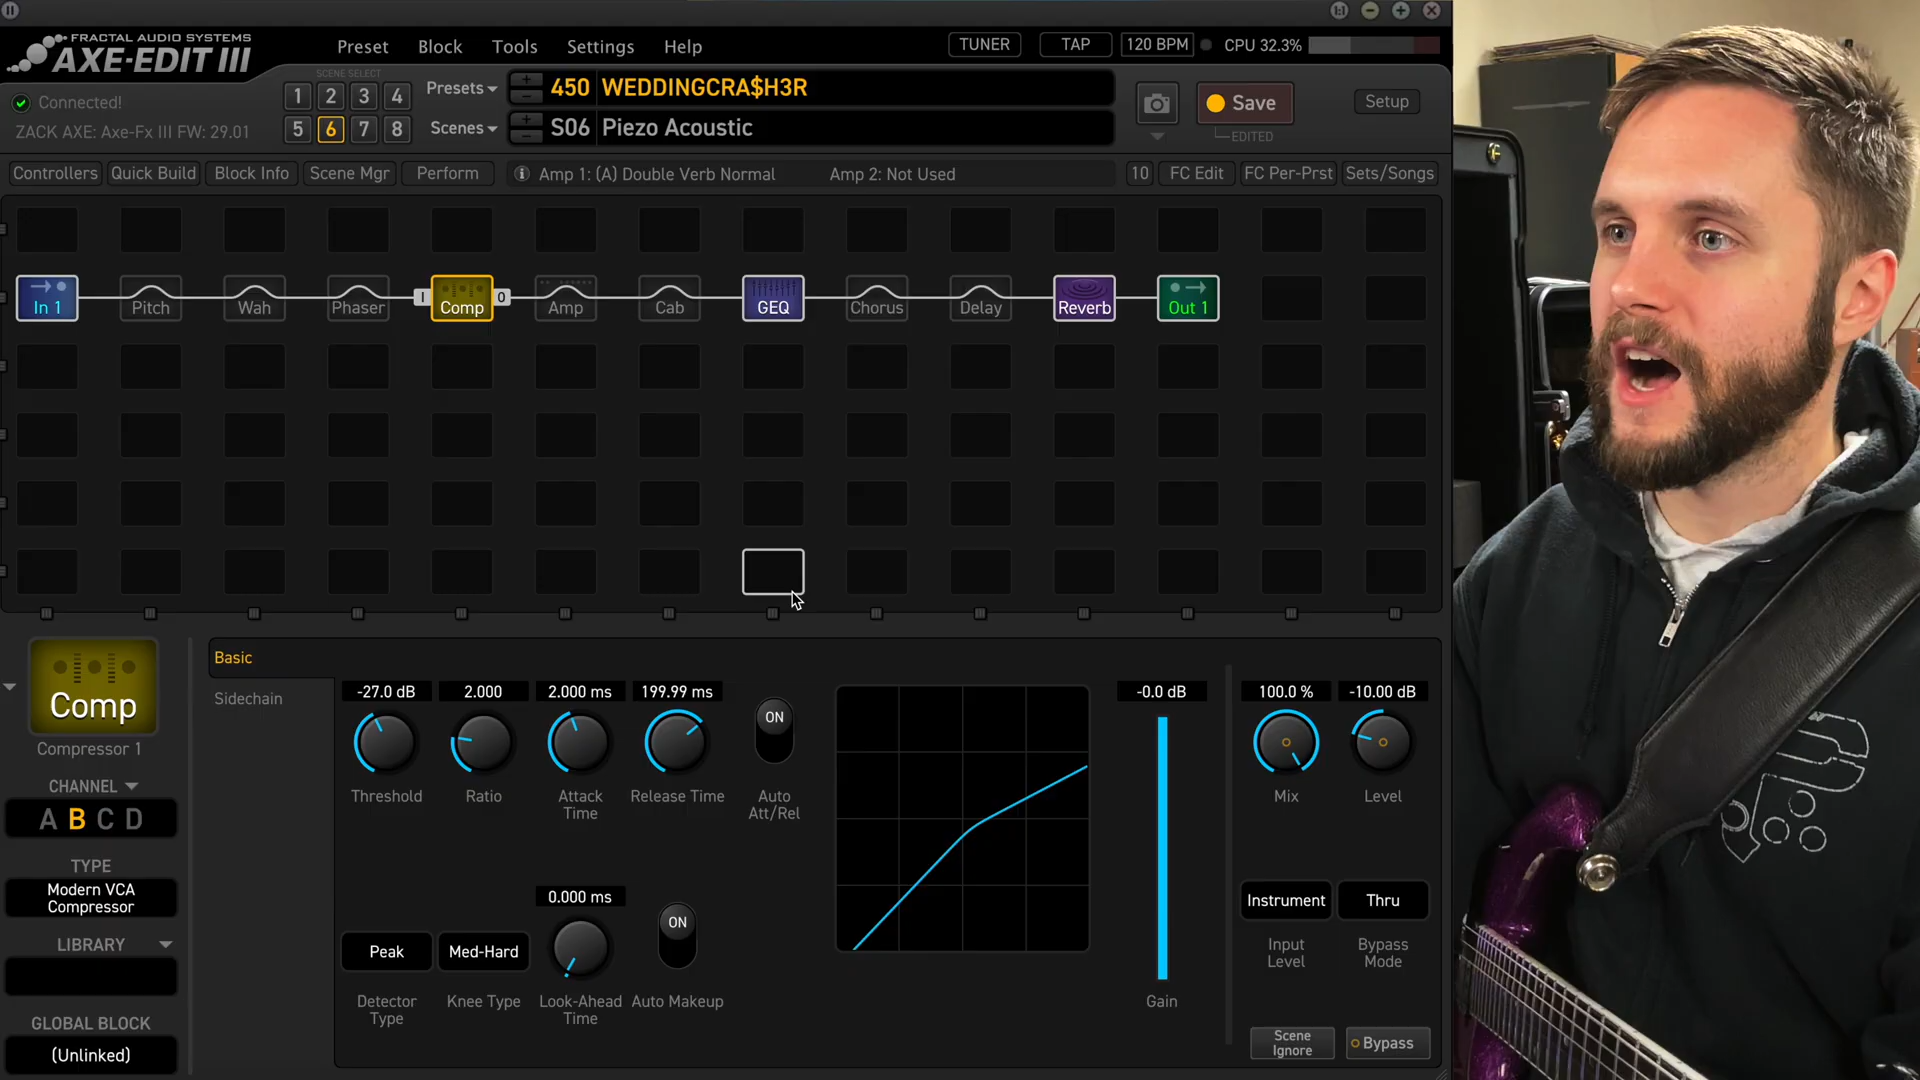 FRACTAL AUDIO SYSTEMS
AXE-EDIT III
Preset Block Tools Settings Help
TUNER TAP 120 BPM CPU 32.3%
1:1
Connected!
ZACK AXE: Axe-Fx III FW: 29.01
SCENE SELECT
1 2 3 4
5 6 7 8
Presets 450 WEDDINGCRA$H3R
Scenes S06 Piezo Acoustic
Save
EDITED
Setup
Controllers Quick Build Block Info Scene Mgr Perform
Amp 1: (A) Double Verb Normal Amp 2: Not Used
10 FC Edit FC Per-Prst Sets/Songs
In 1 Pitch Wah Phaser I Comp O Amp Cab GEQ Chorus Delay Reverb Out 1
Comp
Compressor 1
CHANNEL
A B C D
TYPE
Modern VCA
Compressor
LIBRARY
GLOBAL BLOCK
(Unlinked)
Basic
Sidechain
-27.0 dB 2.000 2.000 ms 199.99 ms
ON
Threshold Ratio Attack
Time Release Time Auto
Att/Rel
0.000 ms
ON
Peak Med-Hard
Detector
Type Knee Type Look-Ahead
Time Auto Makeup
-0.0 dB
Gain
100.0 % -10.00 dB
Mix Level
Instrument Thru
Input
Level Bypass
Mode
Scene
Ignore Bypass